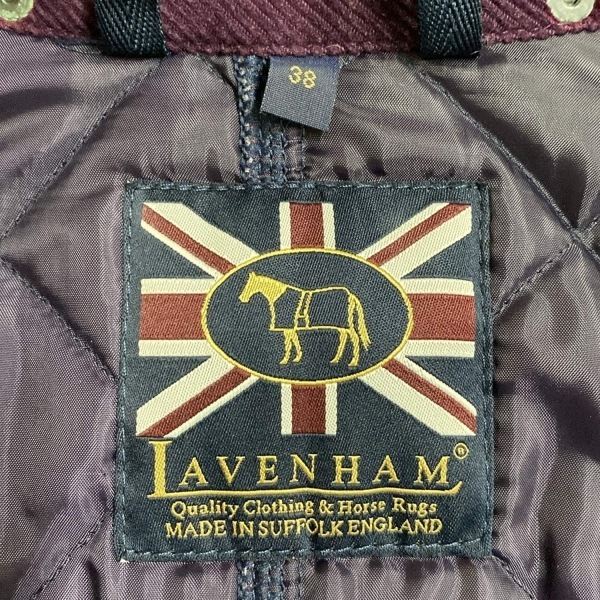 38
LAVENHAM®
Quality Clothing & Horse Rugs
MADE IN SUFFOLK ENGLAND